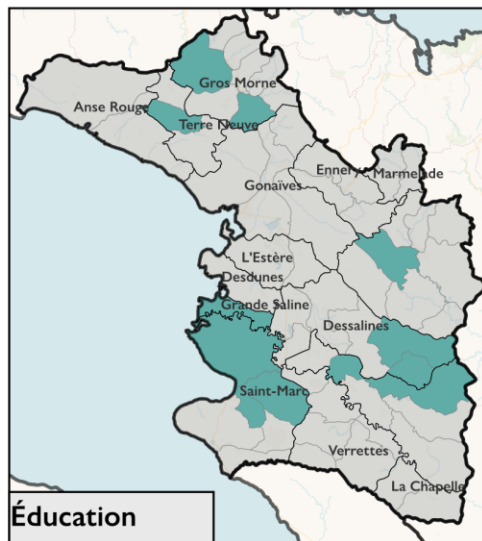 Gros Morne
Anse Rouge
Terre Neuve
Ennery
Marmelade
Gonaïves
L'Estère
Desdunes
Grande Saline
Dessalines
Saint-Marc
Verrettes
La Chapelle
Éducation